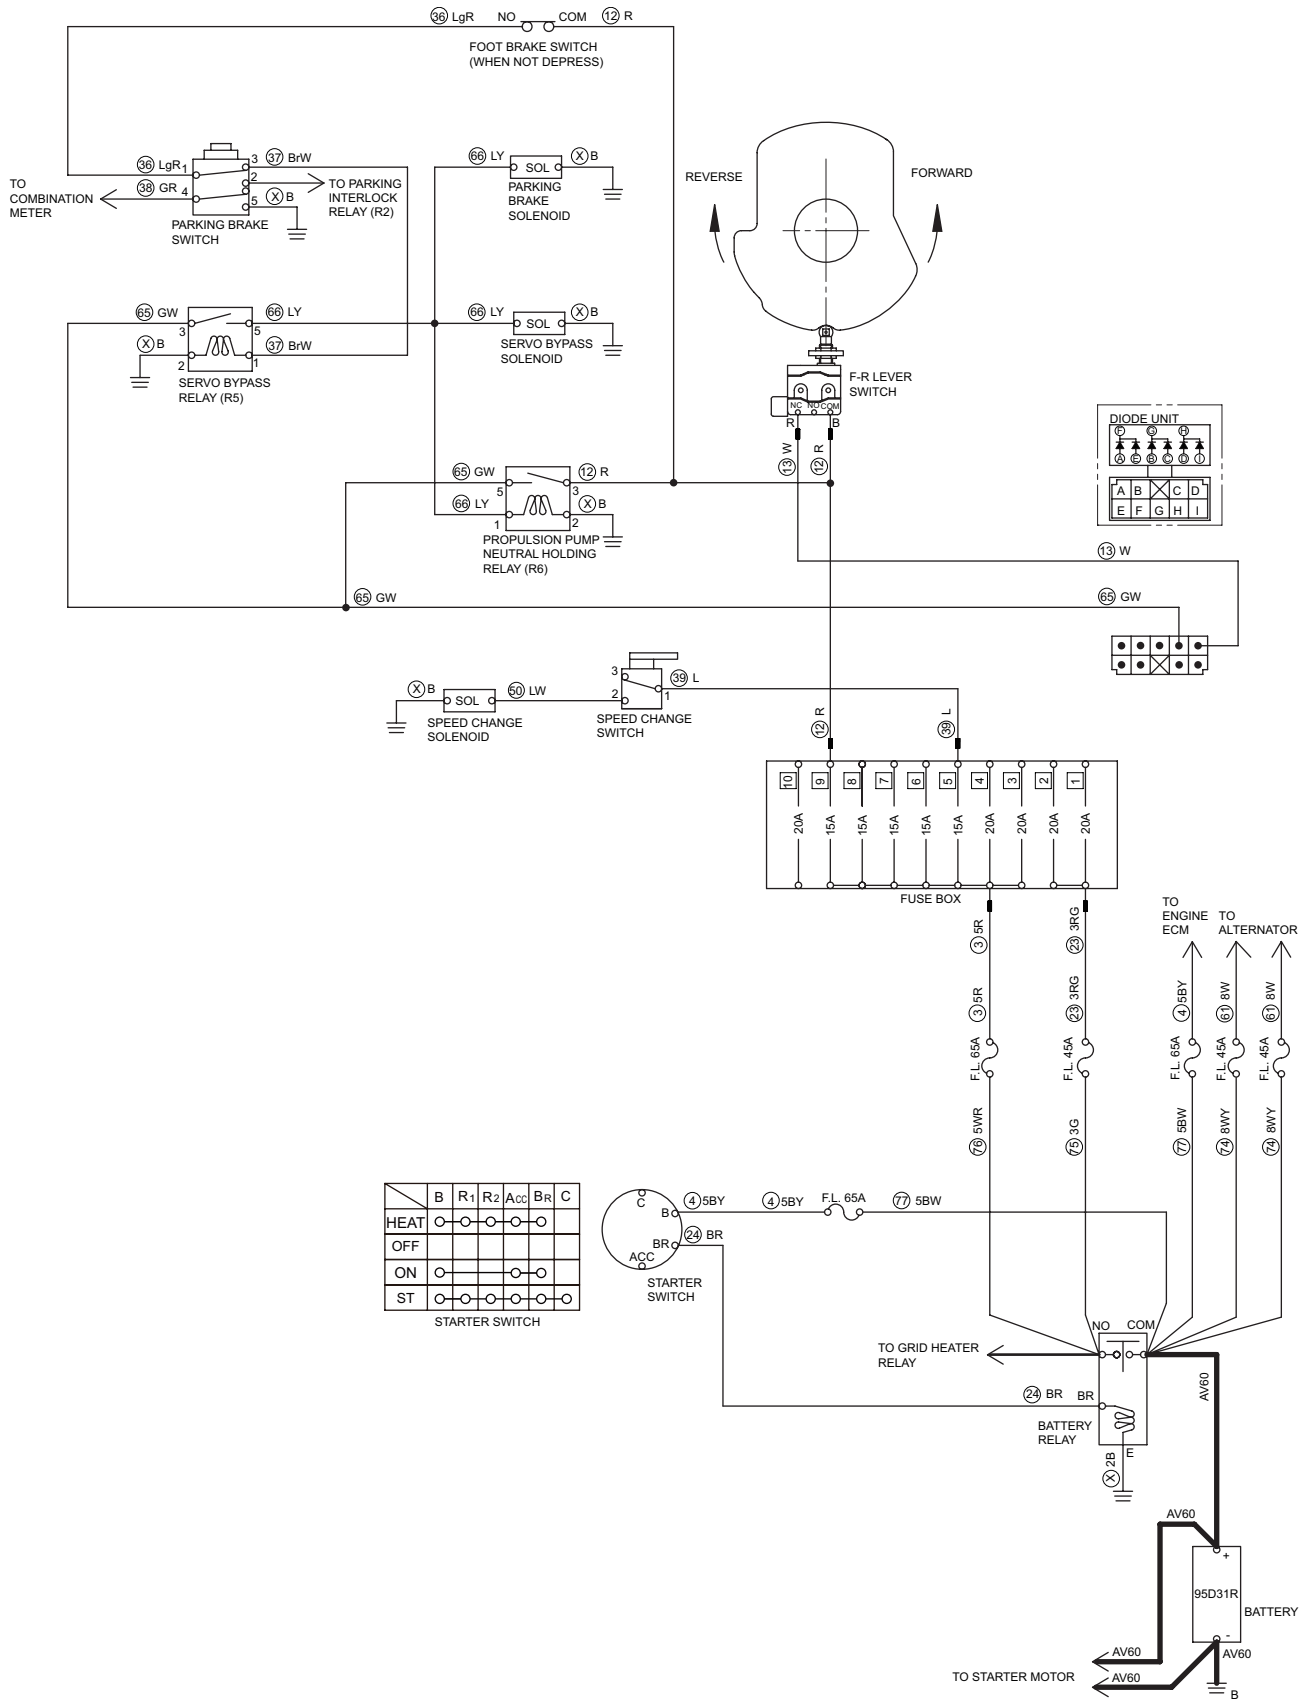 36 LgR NO COM 12 R
FOOT BRAKE SWITCH
(WHEN NOT DEPRESS)
36 LgR 1
3 37 BrW
2
38 GR 4
5 X B
TO
COMBINATION
METER
TO PARKING
INTERLOCK
RELAY (R2)
PARKING BRAKE
SWITCH
66 LY SOL X B
PARKING
BRAKE
SOLENOID
REVERSE
FORWARD
65 GW 66 LY
3 5
X B 37 BrW
2 1
SERVO BYPASS
RELAY (R5)
66 LY SOL X B
SERVO BYPASS
SOLENOID
F-R LEVER
SWITCH
NC NO COM
R B
13 W
12 R
DIODE UNIT
F G H
A E B C D I
A B C D
E F G H I
65 GW 12 R
5 3
66 LY X B
1 2
PROPULSION PUMP
NEUTRAL HOLDING
RELAY (R6)
13 W
65 GW
65 GW
X B SOL 50 LW
SPEED CHANGE
SOLENOID
3
2 1
39 L
SPEED CHANGE
SWITCH
12 R
39 L
10 9 8 7 6 5 4 3 2 1
20A 15A 15A 15A 15A 15A 20A 20A 20A 20A
FUSE BOX
3 5R
23 3RG
TO
ENGINE
ECM
TO
ALTERNATOR
3 5R
23 3RG
4 5BY
61 8W
61 8W
F.L. 65A
F.L. 45A
F.L. 65A
F.L. 45A
F.L. 45A
76 5WR
75 3G
77 5BW
74 8WY
74 8WY
B R1 R2 Acc BR C
HEAT
OFF
ON
ST
STARTER SWITCH
C
B
BR
ACC
4 5BY 4 5BY F.L. 65A 77 5BW
24 BR
STARTER
SWITCH
NO COM
TO GRID HEATER
RELAY
24 BR BR
BATTERY
RELAY
E
X 2B
AV60
AV60
+
95D31R
BATTERY
-
AV60
AV60
TO STARTER MOTOR
AV60
B